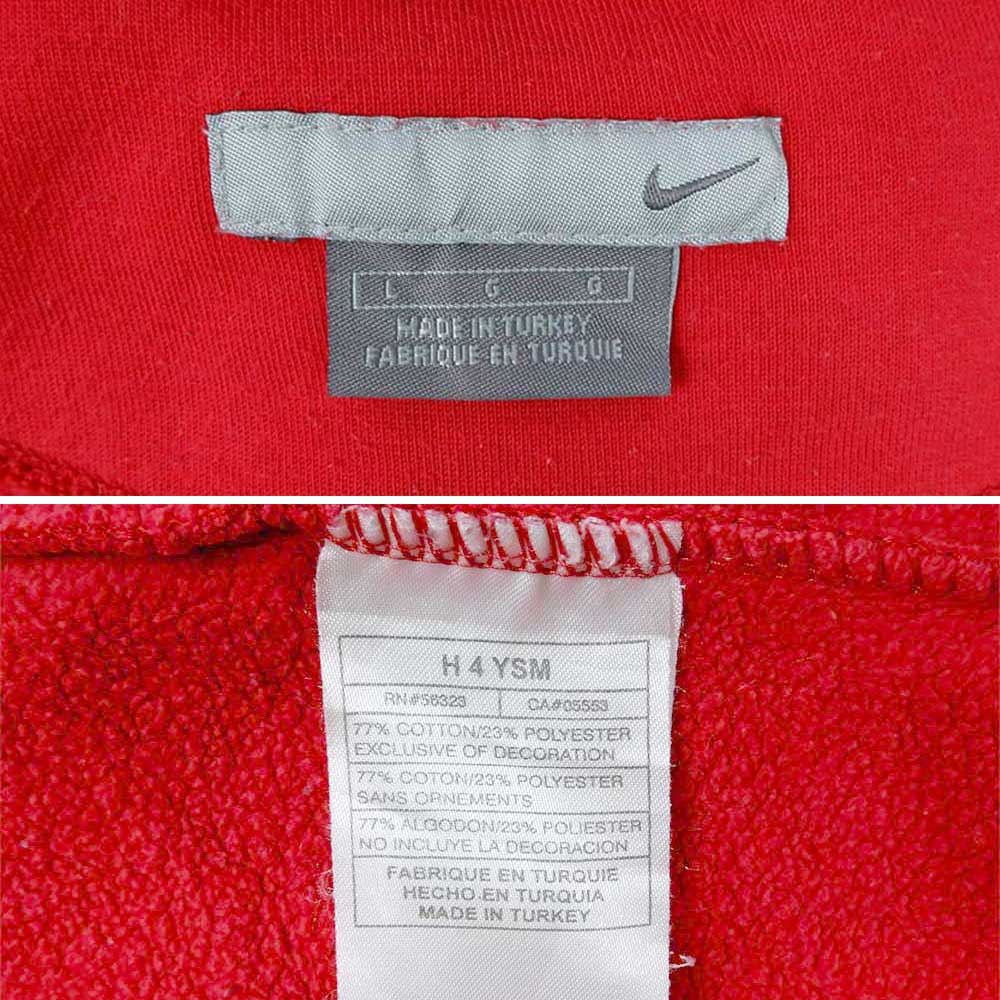 L G G
MADE IN TURKEY
FABRIQUE EN TURQUIE
H 4 YSM
RN#56323 CA#05553
77% COTTON/23% POLYESTER
EXCLUSIVE OF DECORATION
77% COTON/23% POLYESTER
SANS ORNEMENTS
77% ALGODON/23% POLIESTER
NO INCLUYE LA DECORACION
FABRIQUE EN TURQUIE
HECHO EN TURQUIA
MADE IN TURKEY